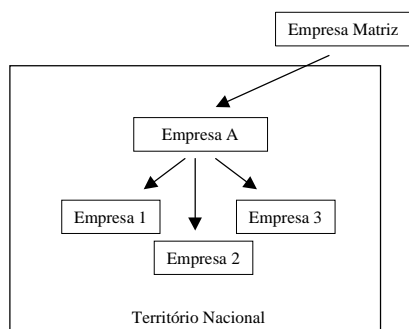 Empresa Matriz
Empresa A
Empresa 1
Empresa 3
Empresa 2
Território Nacional